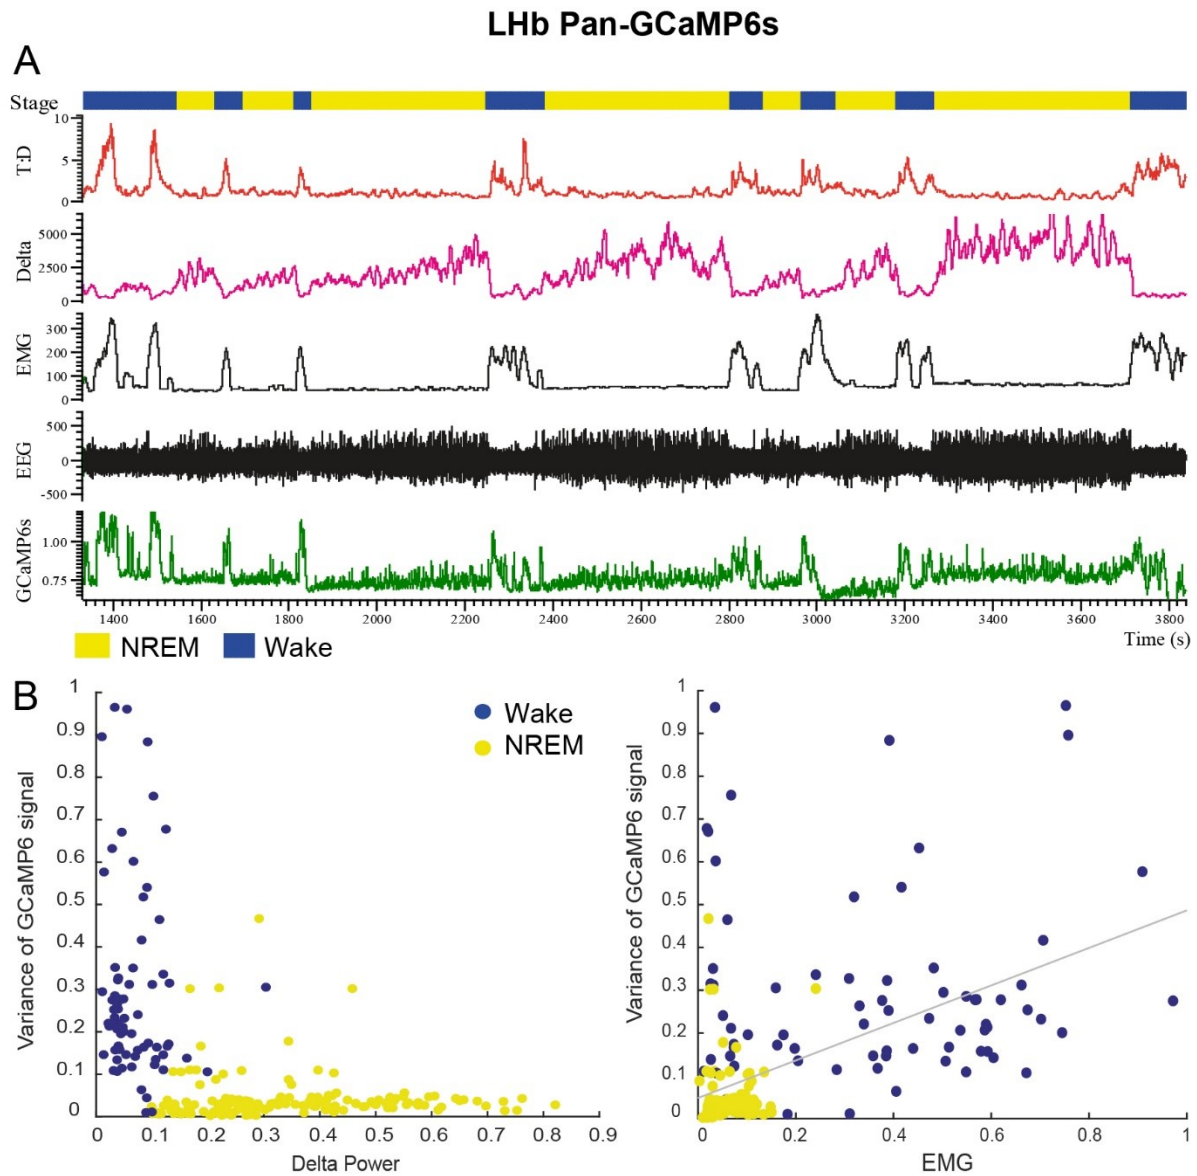 LHb Pan-GCaMP6s
A
Stage
T:D
10
5
0
Delta
5000
2500
0
EMG
300
200
100
0
EEG
500
0
-500
GCaMP6s
1.00
0.75
1400 1600 1800 2000 2200 2400 2600 2800 3000 3200 3400 3600 3800
Time (s)
NREM Wake
B
Variance of GCaMP6 signal
1
0.9
0.8
0.7
0.6
0.5
0.4
0.3
0.2
0.1
0
0 0.1 0.2 0.3 0.4 0.5 0.6 0.7 0.8 0.9
Delta Power
Wake
NREM
Variance of GCaMP6 signal
1
0.9
0.8
0.7
0.6
0.5
0.4
0.3
0.2
0.1
0
0 0.2 0.4 0.6 0.8 1
EMG